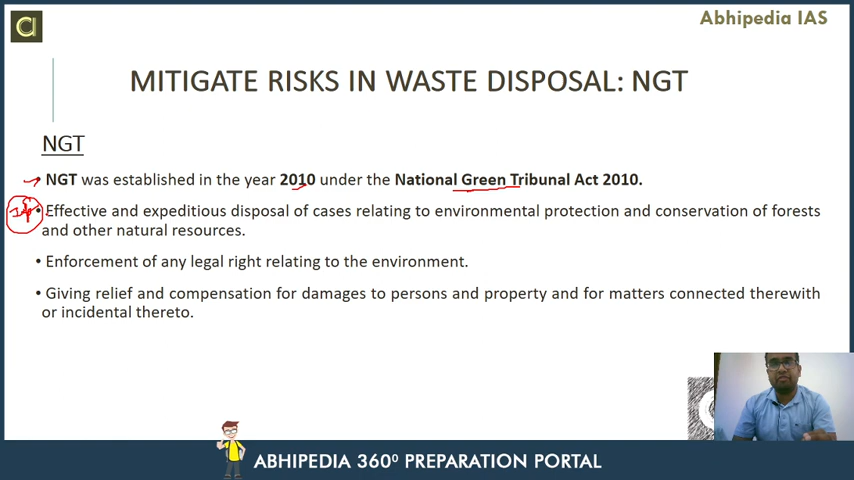 Abhipedia IAS
MITIGATE RISKS IN WASTE DISPOSAL: NGT
NGT
• NGT was established in the year 2010 under the National Green Tribunal Act 2010.
• Effective and expeditious disposal of cases relating to environmental protection and conservation of forests
and other natural resources.
• Enforcement of any legal right relating to the environment.
• Giving relief and compensation for damages to persons and property and for matters connected therewith
or incidental thereto.
ABHIPEDIA 360⁰ PREPARATION PORTAL